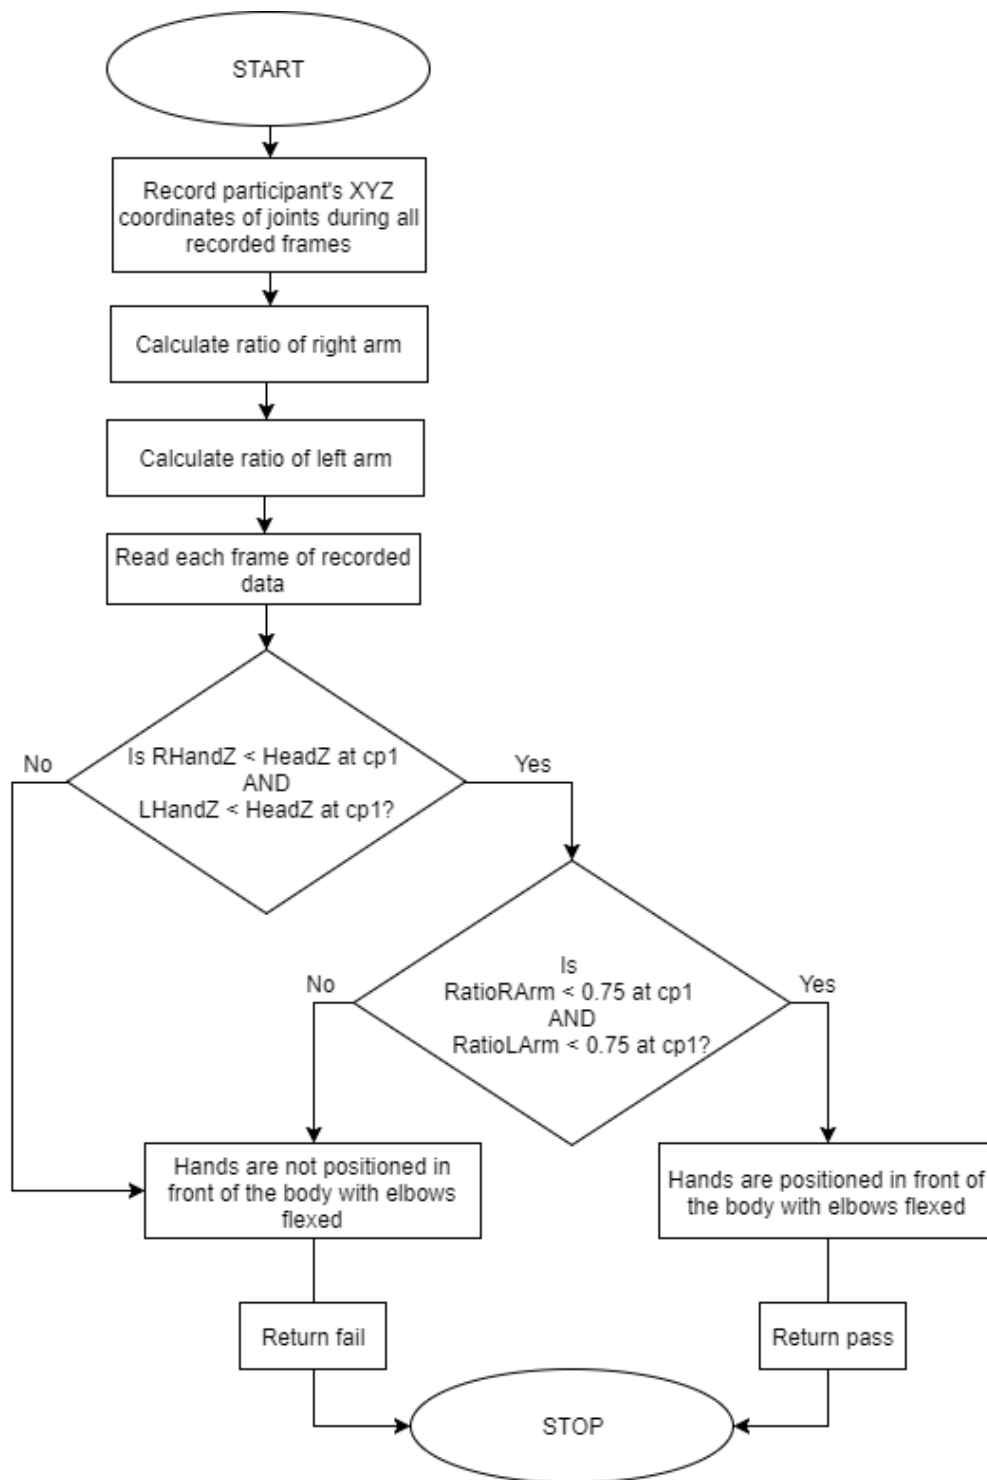 START
Record participant's XYZ
coordinates of joints during all
recorded frames
Calculate ratio of right arm
Calculate ratio of left arm
Read each frame of recorded
data
Is RHandZ < HeadZ at cp1
AND
LHandZ < HeadZ at cp1?
No
Yes
Is
RatioRArm < 0.75 at cp1
AND
RatioLArm < 0.75 at cp1?
No
Yes
Hands are not positioned in
front of the body with elbows
flexed
Hands are positioned in front of
the body with elbows flexed
Return fail
Return pass
STOP